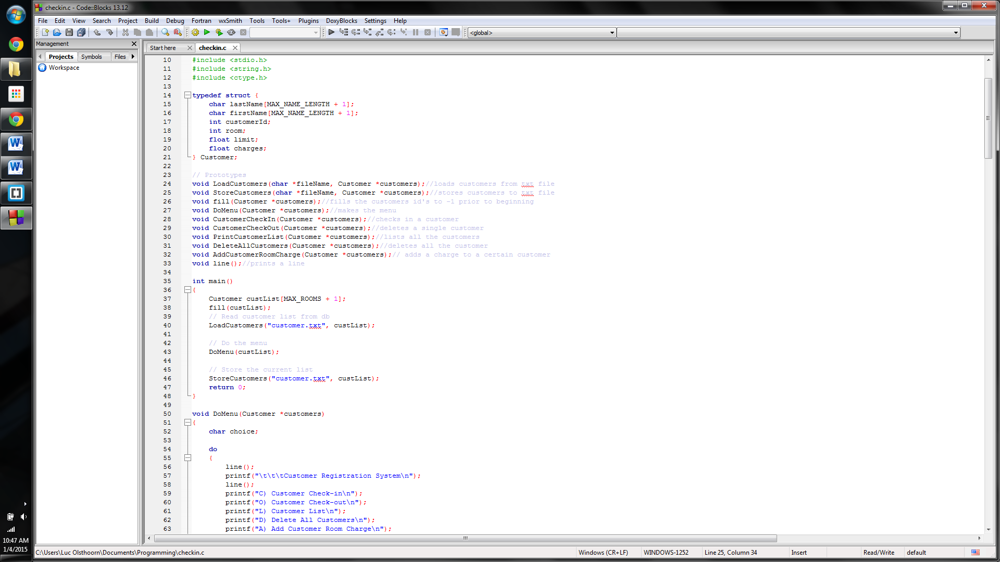 checkin.c - Code::Blocks 13.12
File Edit View Search Project Build Debug Fortran wxSmith Tools Tools+ Plugins DoxyBlocks Settings Help
<global>
Management
Projects Symbols Files
Workspace
Start here checkin.c
10 #include <stdio.h>
11 #include <string.h>
12 #include <ctype.h>
13
14 typedef struct {
15 char lastName[MAX_NAME_LENGTH + 1];
16 char firstName[MAX_NAME_LENGTH + 1];
17 int customerId;
18 int room;
19 float limit;
20 float charges;
21 } Customer;
22
23 // Prototypes
24 void LoadCustomers(char *fileName, Customer *customers);//loads customers from txt file
25 void StoreCustomers(char *fileName, Customer *customers);//stores customers to txt file
26 void fill(Customer *customers);//fills the customers id's to -1 prior to beginning
27 void DoMenu(Customer *customers);//makes the menu
28 void CustomerCheckIn(Customer *customers);//checks in a customer
29 void CustomerCheckOut(Customer *customers);//deletes a single customer
30 void PrintCustomerList(Customer *customers);//lists all the customers
31 void DeleteAllCustomers(Customer *customers);//deletes all the customer
32 void AddCustomerRoomCharge(Customer *customers);// adds a charge to a certain customer
33 void line();//prints a line
34
35 int main()
36 {
37 Customer custList[MAX_ROOMS + 1];
38 fill(custList);
39 // Read customer list from db
40 LoadCustomers("customer.txt", custList);
41
42 // Do the menu
43 DoMenu(custList);
44
45 // Store the current list
46 StoreCustomers("customer.txt", custList);
47 return 0;
48 }
49
50 void DoMenu(Customer *customers)
51 {
52 char choice;
53
54 do
55 {
56 line();
57 printf("\t\t\tCustomer Registration System\n");
58 line();
59 printf("C) Customer Check-in\n");
60 printf("O) Customer Check-out\n");
61 printf("L) Customer List\n");
62 printf("D) Delete All Customers\n");
63 printf("A) Add Customer Room Charge\n");
10:47 AM
1/4/2015
C:\Users\Luc Olsthoorn\Documents\Programming\checkin.c Windows (CR+LF) WINDOWS-1252 Line 25, Column 34 Insert Read/Write default